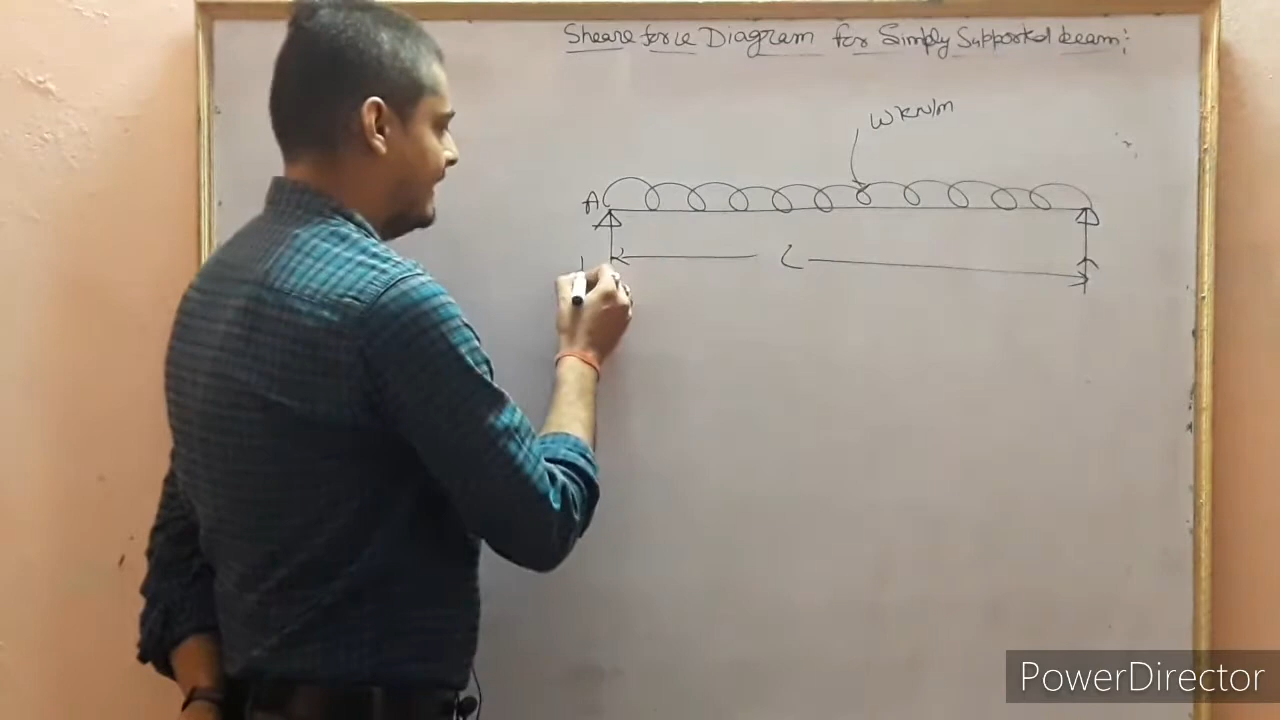 Sheare force Diagram for Simply Supported beam:
W KN/m
A
L
PowerDirector